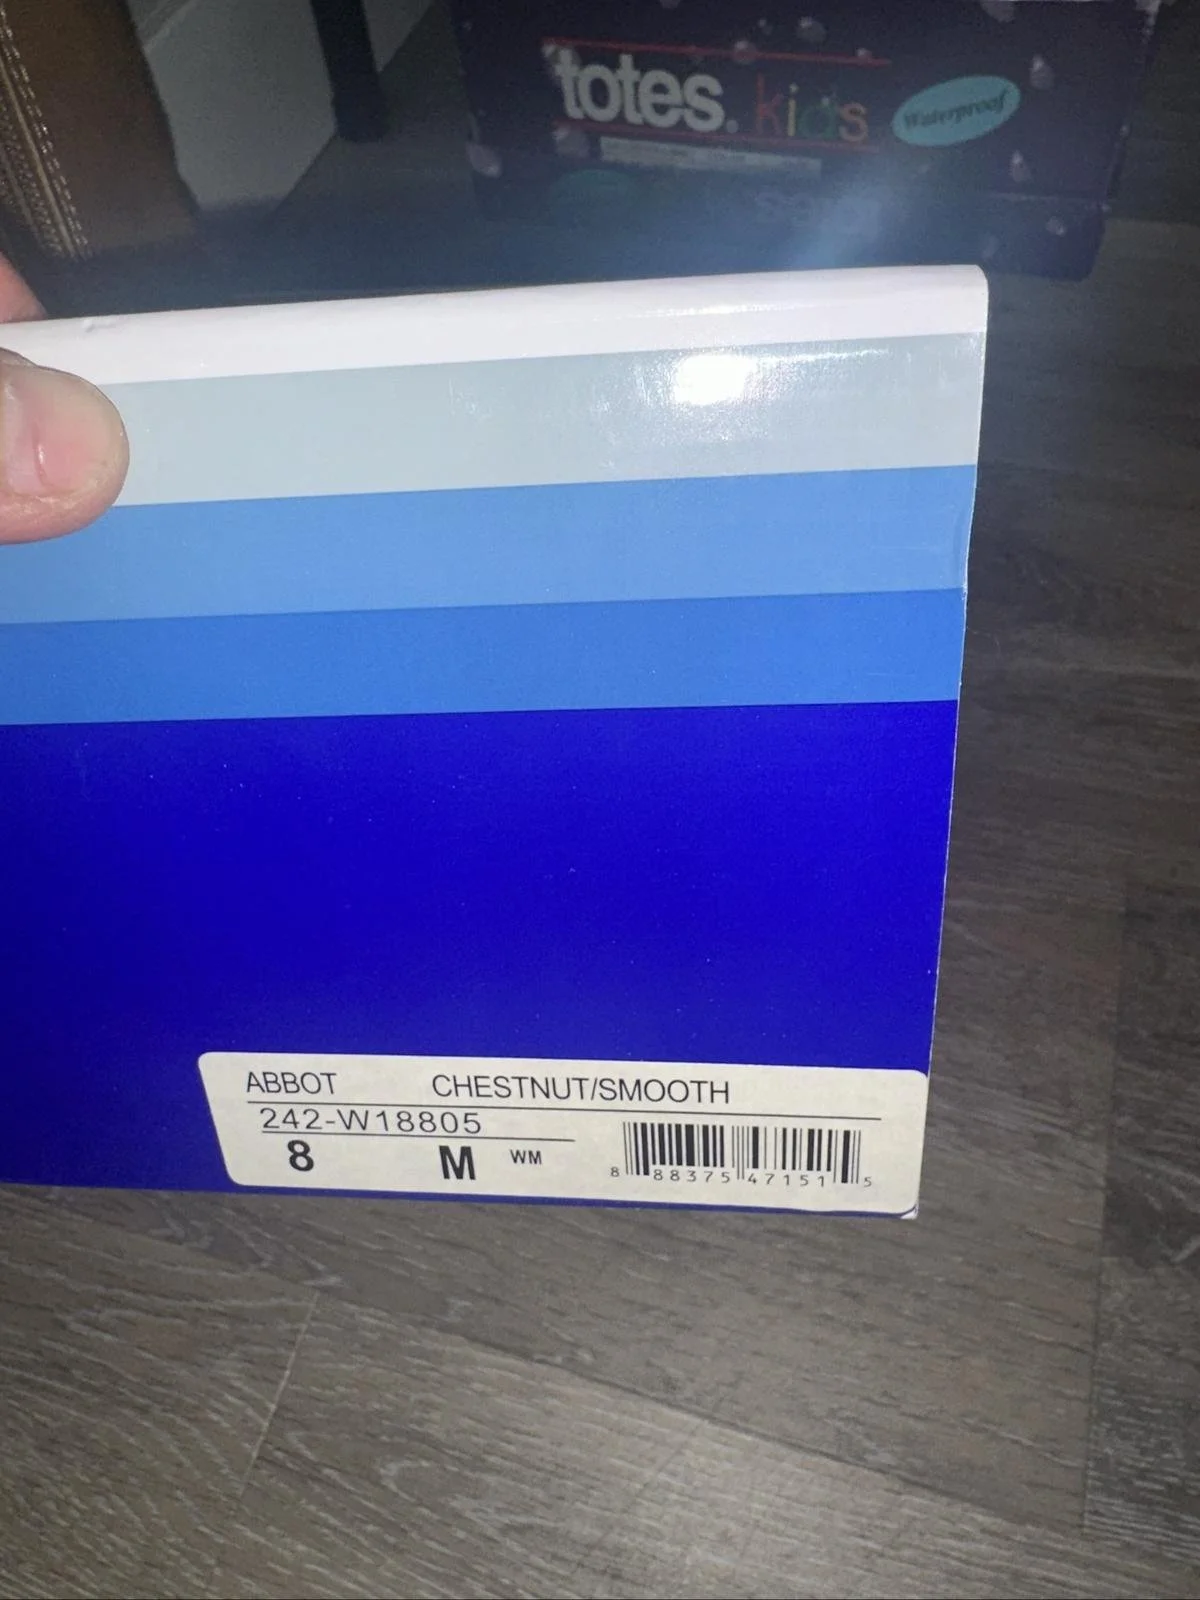 totes. kids
Waterproof
ABBOT CHESTNUT/SMOOTH
242-W18805
8 M WM
8 88375 47151 5